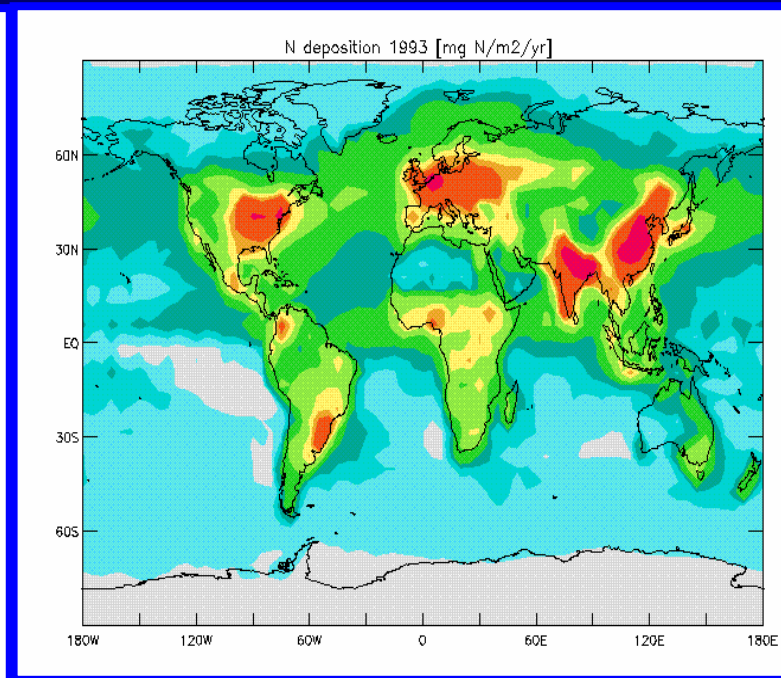 N deposition 1993 [mg N/m2/yr]
60N
30N
EQ
30S
60S
180W 120W 60W 0 60E 120E 180E